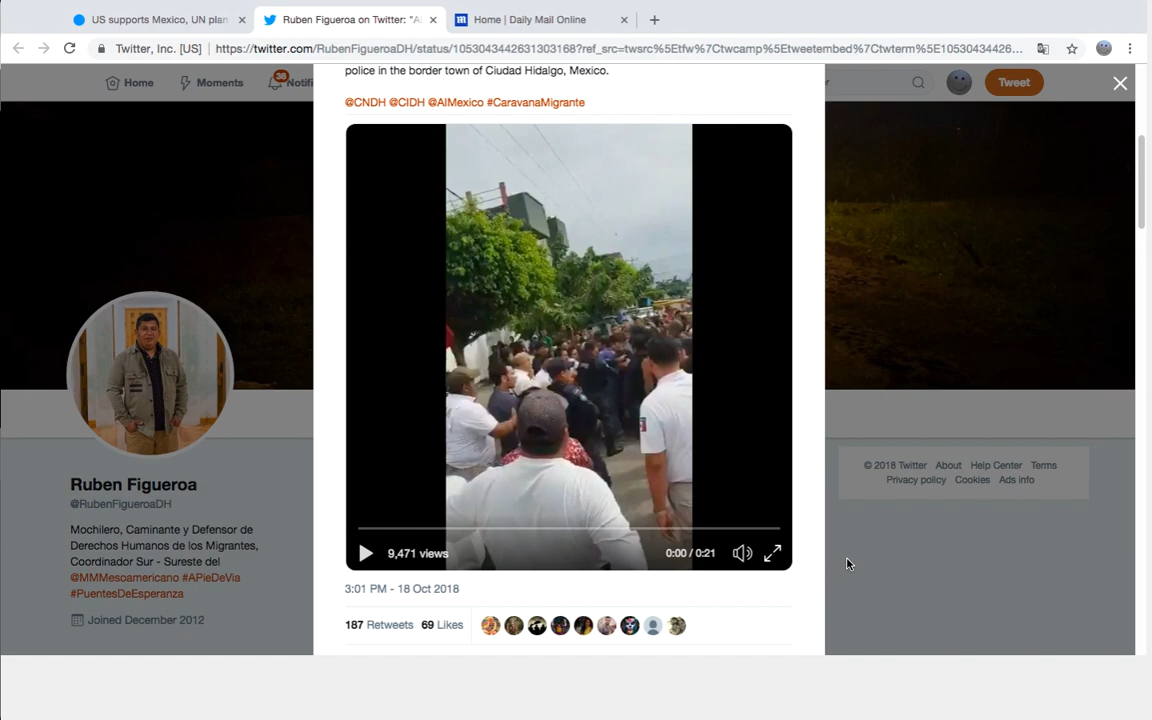 US supports Mexico, UN plan
Ruben Figueroa on Twitter: "A
Home | Daily Mail Online
Twitter, Inc. [US]
https://twitter.com/RubenFigueroaDH/status/1053043442631303168?ref_src=twsrc%5Etfw%7Ctwcamp%5Etweetembed%7Ctwterm%5E10530434426...
Home
Moments
38
Notifi
Tweet
police in the border town of Ciudad Hidalgo, Mexico.
@CNDH @CIDH @AIMexico #CaravanaMigrante
9,471 views
0:00 / 0:21
3:01 PM - 18 Oct 2018
187 Retweets 69 Likes
Ruben Figueroa
@RubenFigueroaDH
Mochilero, Caminante y Defensor de
Derechos Humanos de los Migrantes,
Coordinador Sur - Sureste del
@MMMesoamericano #APieDeVia
#PuentesDeEsperanza
Joined December 2012
© 2018 Twitter About Help Center Terms
Privacy policy Cookies Ads info